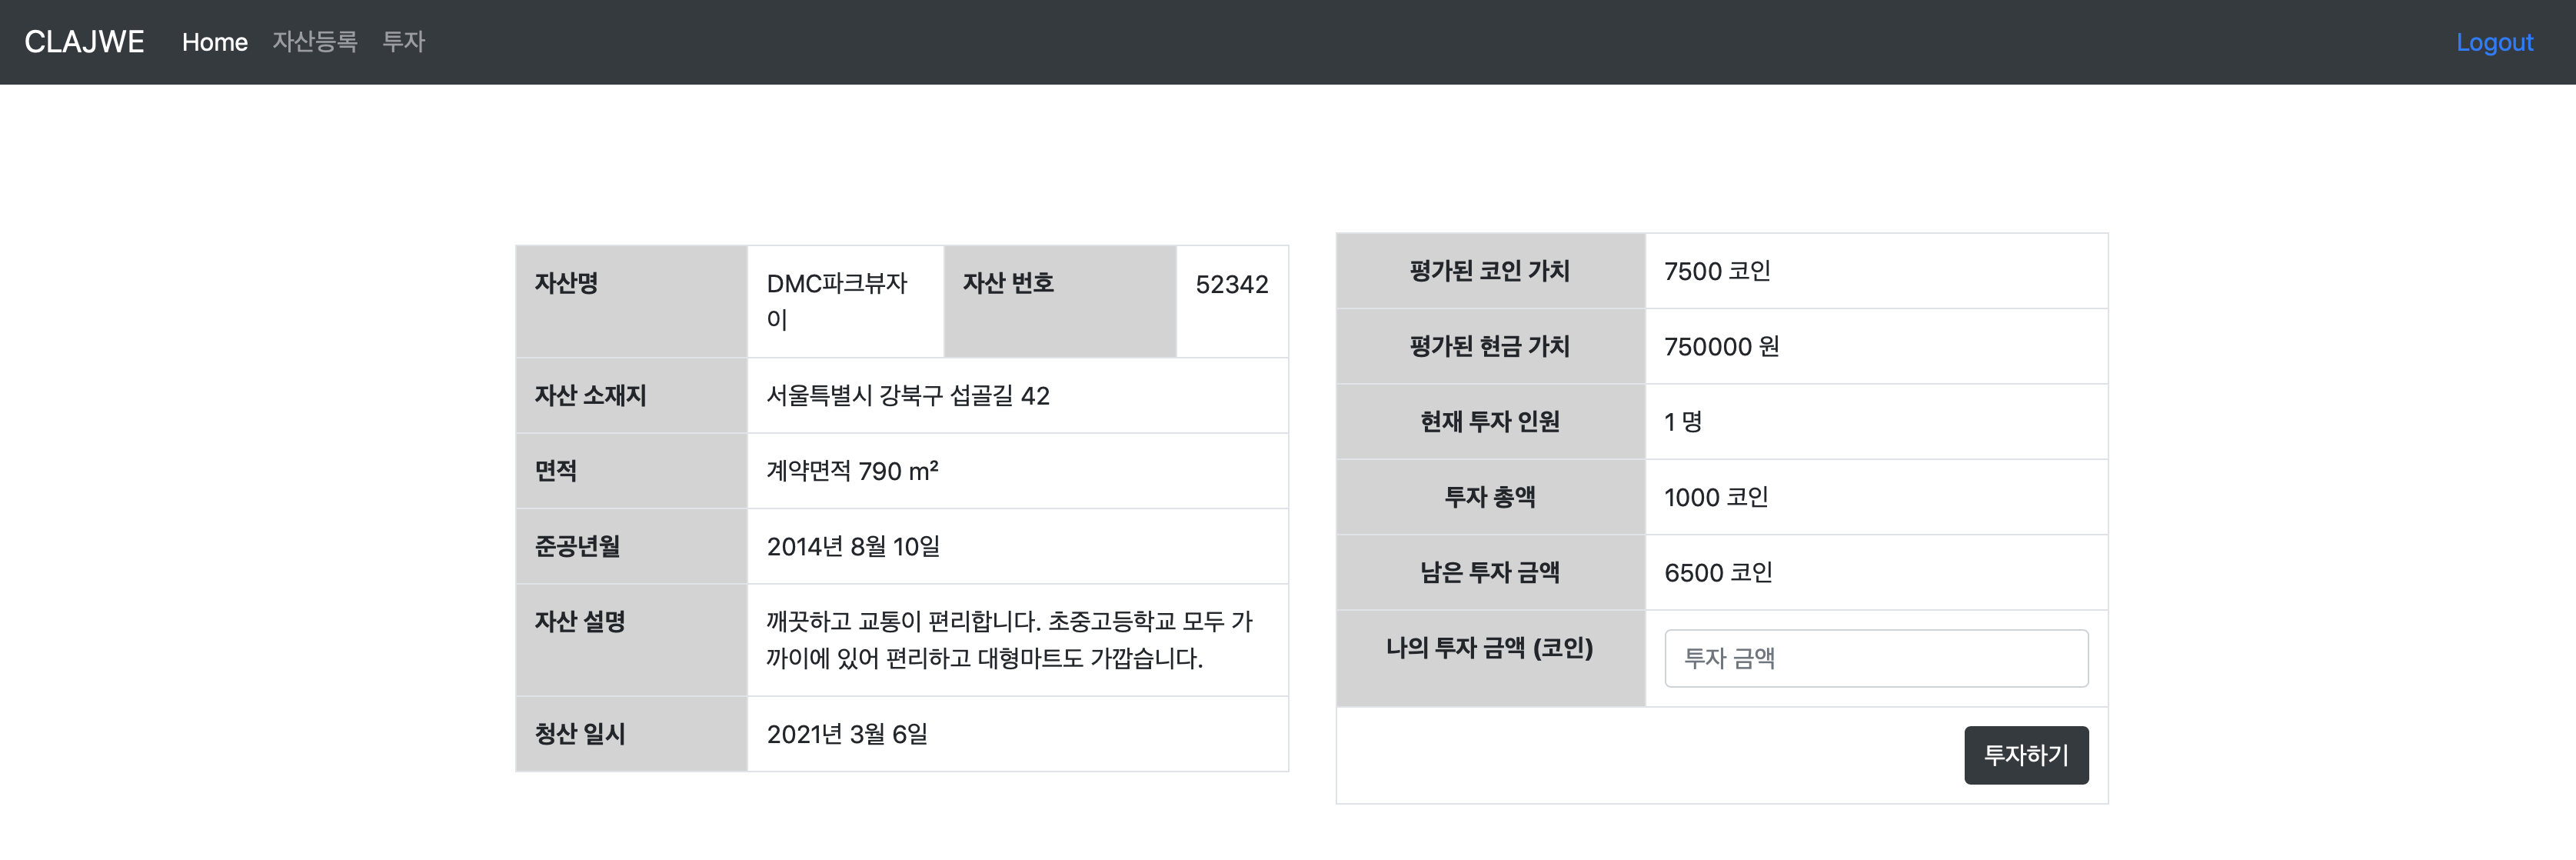 CLAJWE Home 자산등록 투자 Logout
자산명 DMC파크뷰자
이 자산 번호 52342
자산 소재지 서울특별시 강북구 섭골길 42
면적 계약면적 790 m²
준공년월 2014년 8월 10일
자산 설명 깨끗하고 교통이 편리합니다. 초중고등학교 모두 가
까이에 있어 편리하고 대형마트도 가깝습니다.
청산 일시 2021년 3월 6일
평가된 코인 가치 7500 코인
평가된 현금 가치 750000 원
현재 투자 인원 1 명
투자 총액 1000 코인
남은 투자 금액 6500 코인
나의 투자 금액 (코인) 투자 금액
투자하기